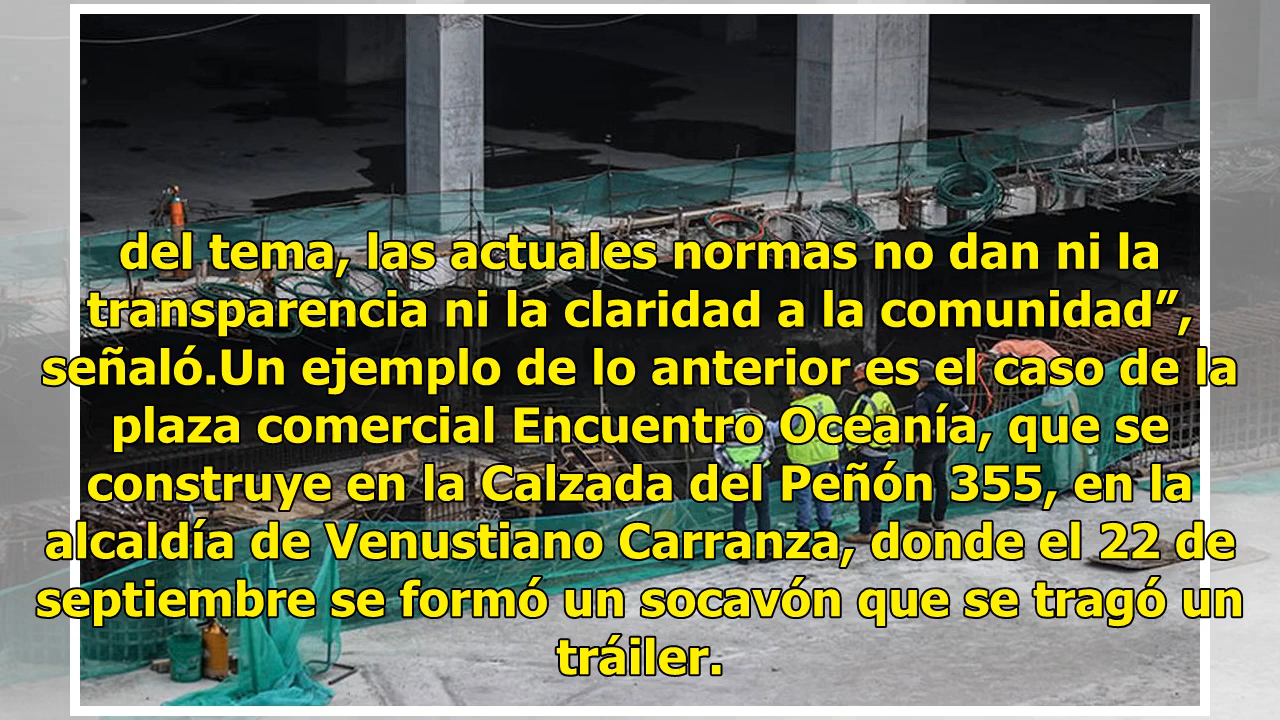 del tema, las actuales normas no dan ni la
transparencia ni la claridad a la comunidad”,
señaló.Un ejemplo de lo anterior es el caso de la
plaza comercial Encuentro Oceanía, que se
construye en la Calzada del Peñón 355, en la
alcaldía de Venustiano Carranza, donde el 22 de
septiembre se formó un socavón que se tragó un
tráiler.